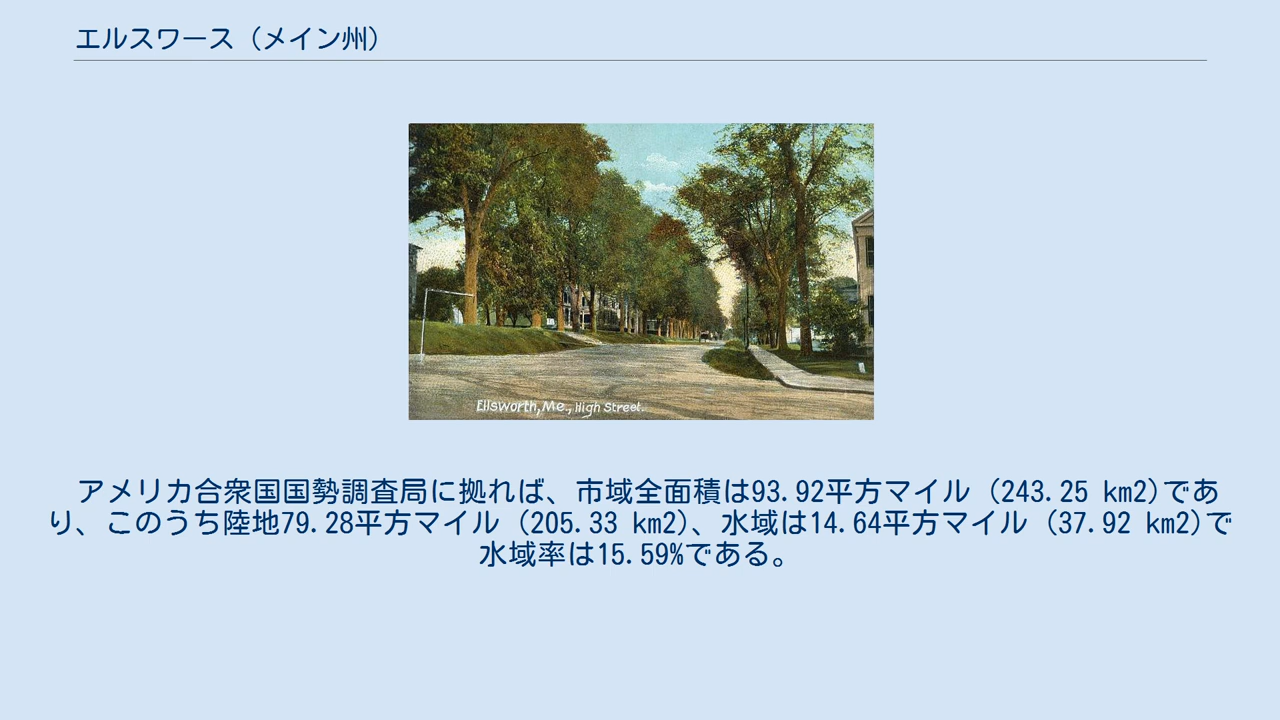 エルスワース（メイン州）
Ellsworth, Me., High Street.
アメリカ合衆国国勢調査局に拠れば、市域全面積は93.92平方マイル (243.25 km2)であ
り、このうち陸地79.28平方マイル (205.33 km2)、水域は14.64平方マイル (37.92 km2)で
水域率は15.59%である。